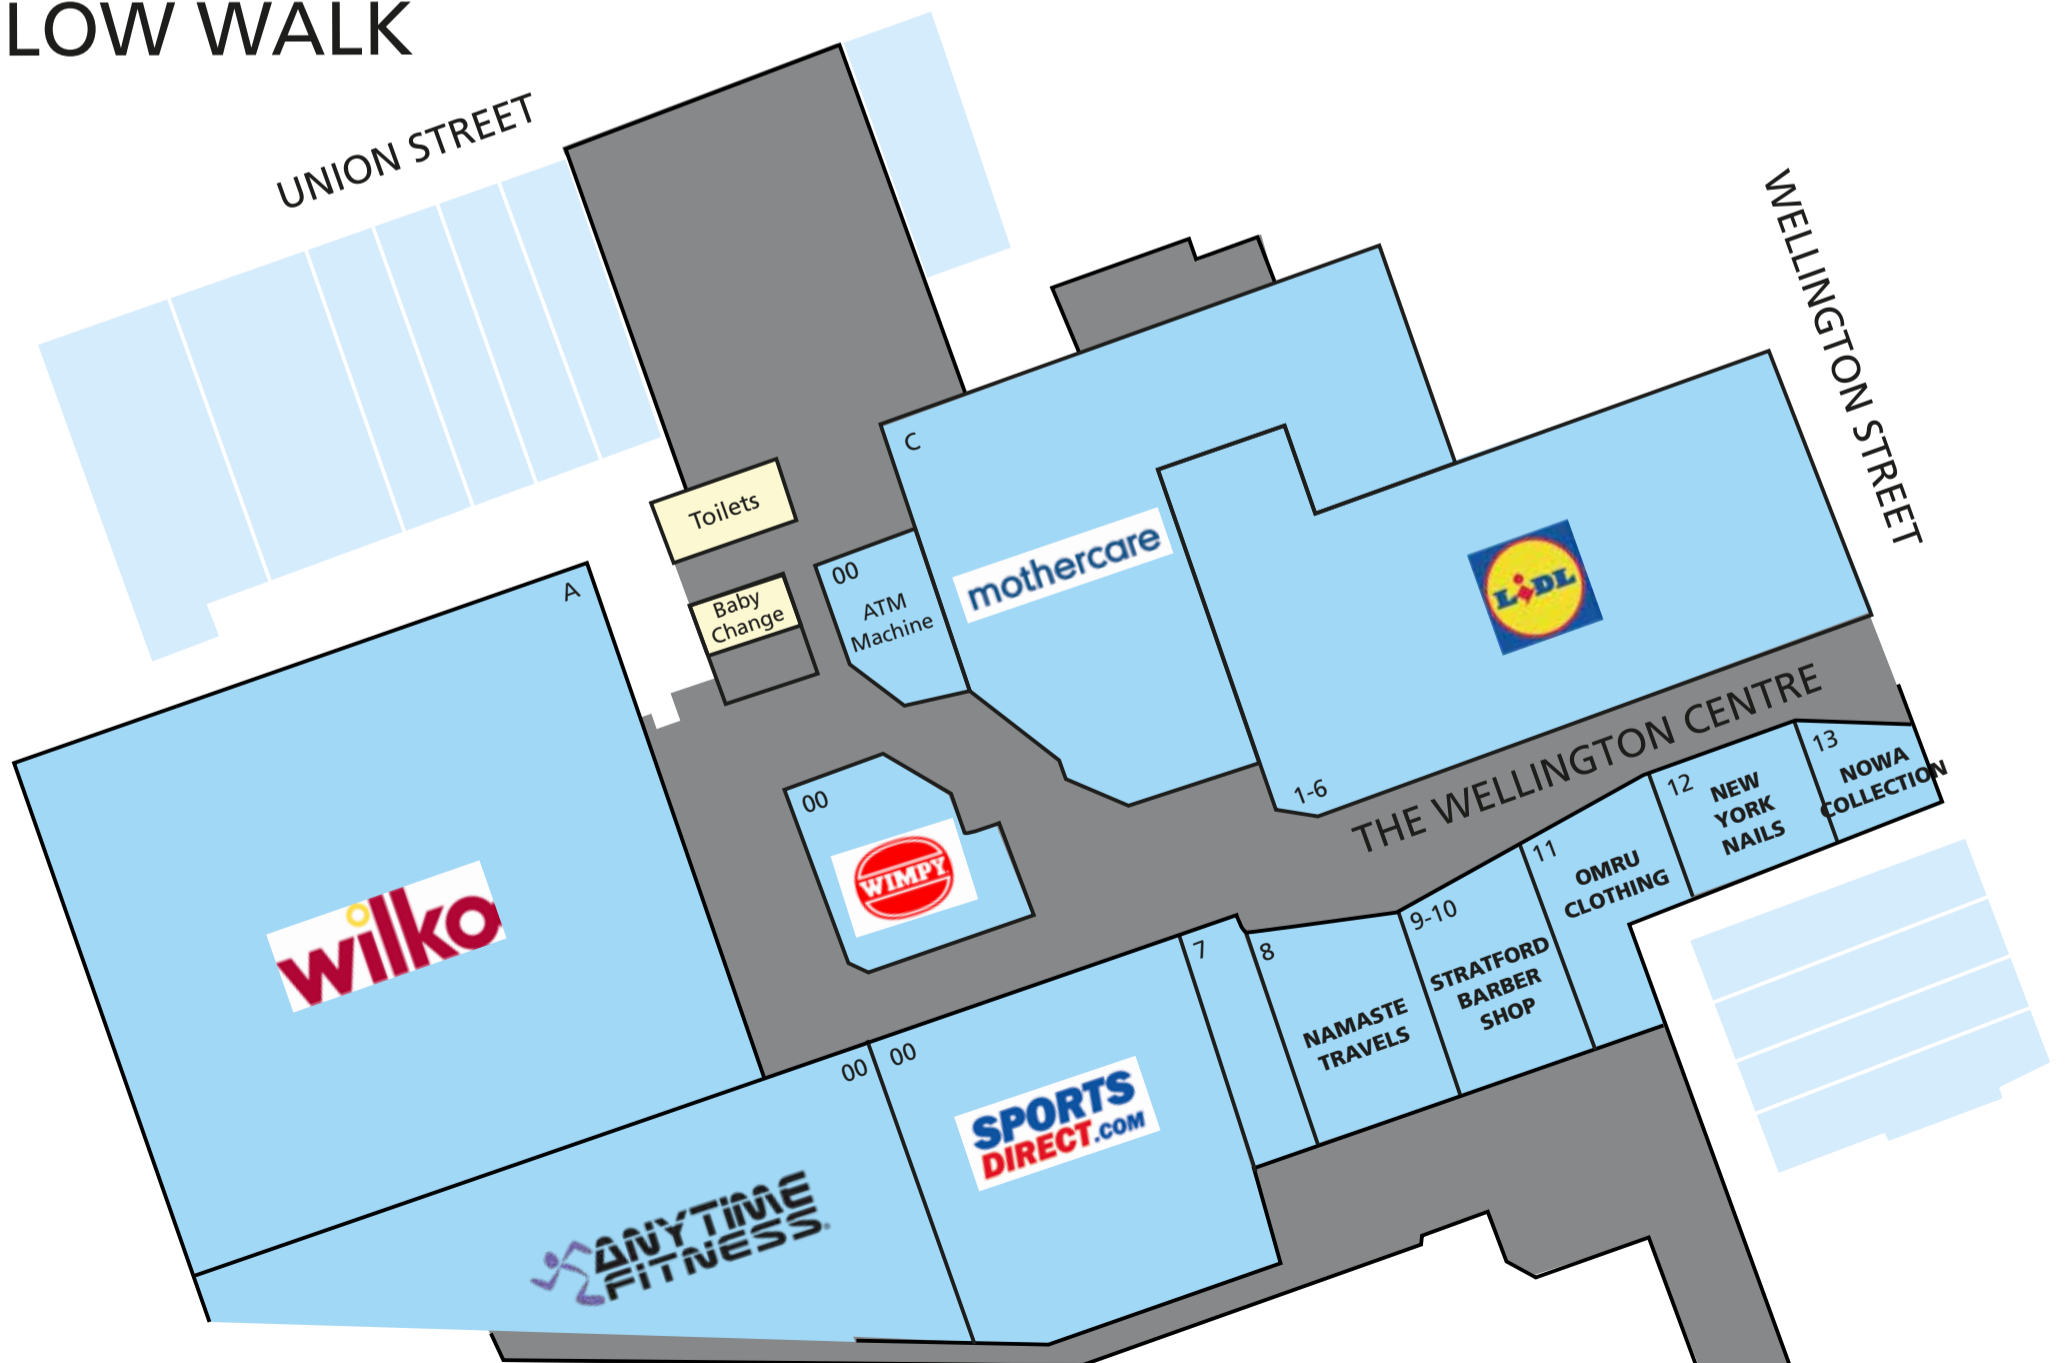 LOW WALK
UNION STREET
WELLINGTON STREET
Toilets
Baby
Change
00
ATM
Machine
C
mothercare
LIDL
1-6
THE WELLINGTON CENTRE
A
wilko
00
WIMPY
00
ANYTIME
FITNESS
00
SPORTS
DIRECT.COM
7
8
NAMASTE
TRAVELS
9-10
STRATFORD
BARBER
SHOP
11
OMRU
CLOTHING
12
NEW
YORK
NAILS
13
NOWA
COLLECTION